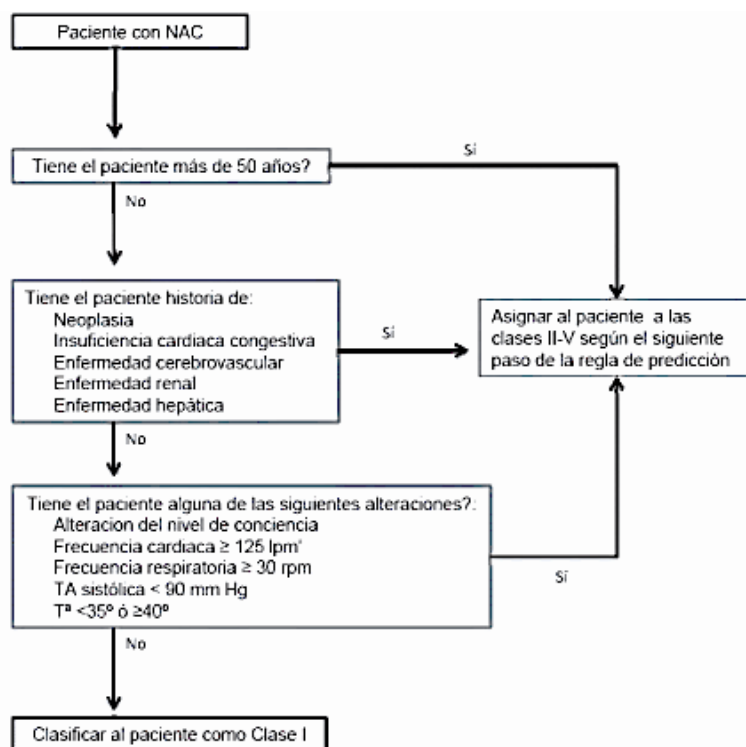 Paciente con NAC
Tiene el paciente más de 50 años?
Sí
No
Tiene el paciente historia de:
Neoplasia
Insuficiencia cardiaca congestiva
Enfermedad cerebrovascular
Enfermedad renal
Enfermedad hepática
Sí
Asignar al paciente a las
clases II-V según el siguiente
paso de la regla de predicción
No
Tiene el paciente alguna de las siguientes alteraciones?:
Alteracion del nivel de conciencia
Frecuencia cardiaca ≥ 125 lpm'
Frecuencia respiratoria ≥ 30 rpm
TA sistólica < 90 mm Hg
Tª <35º ó ≥40º
Sí
No
Clasificar al paciente como Clase I